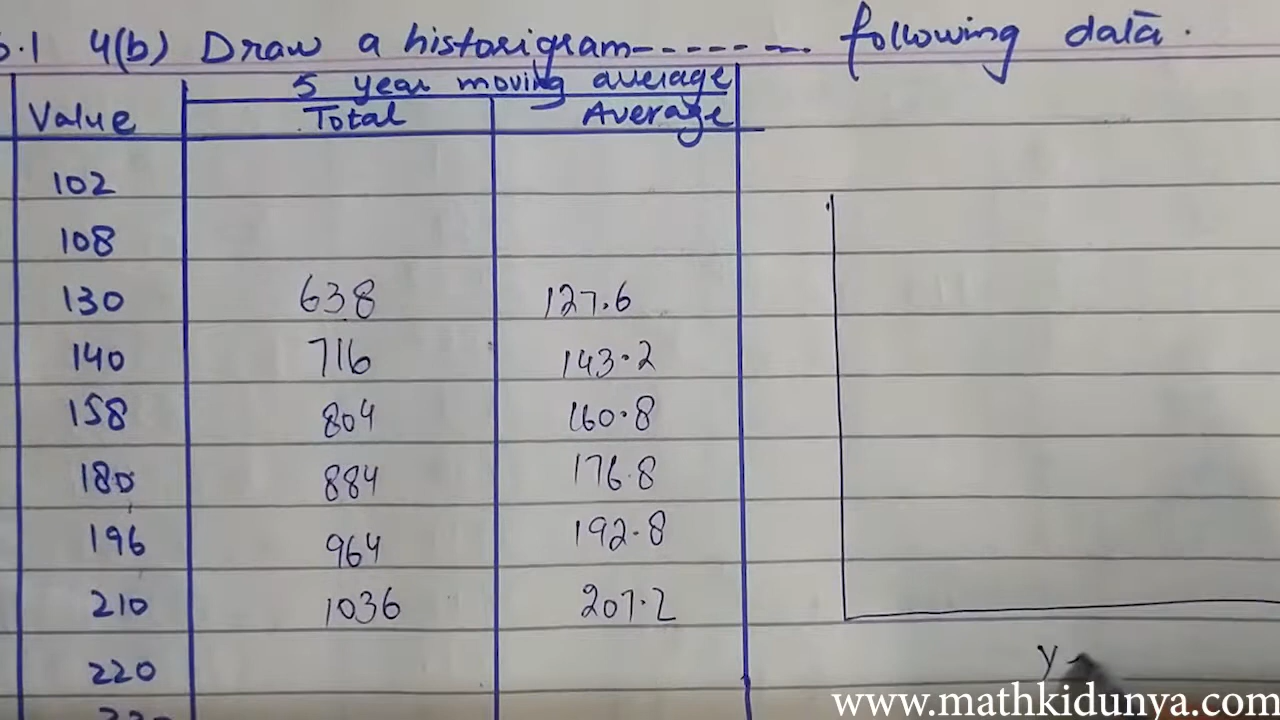 .1 4(b) Draw a historigram------- following data.
5 year moving average
Value Total Average
102
108
130 638 127.6
140 716 143.2
158 804 160.8
180 884 176.8
196 964 192.8
210 1036 207.2
220
y
www.mathkidunya.com